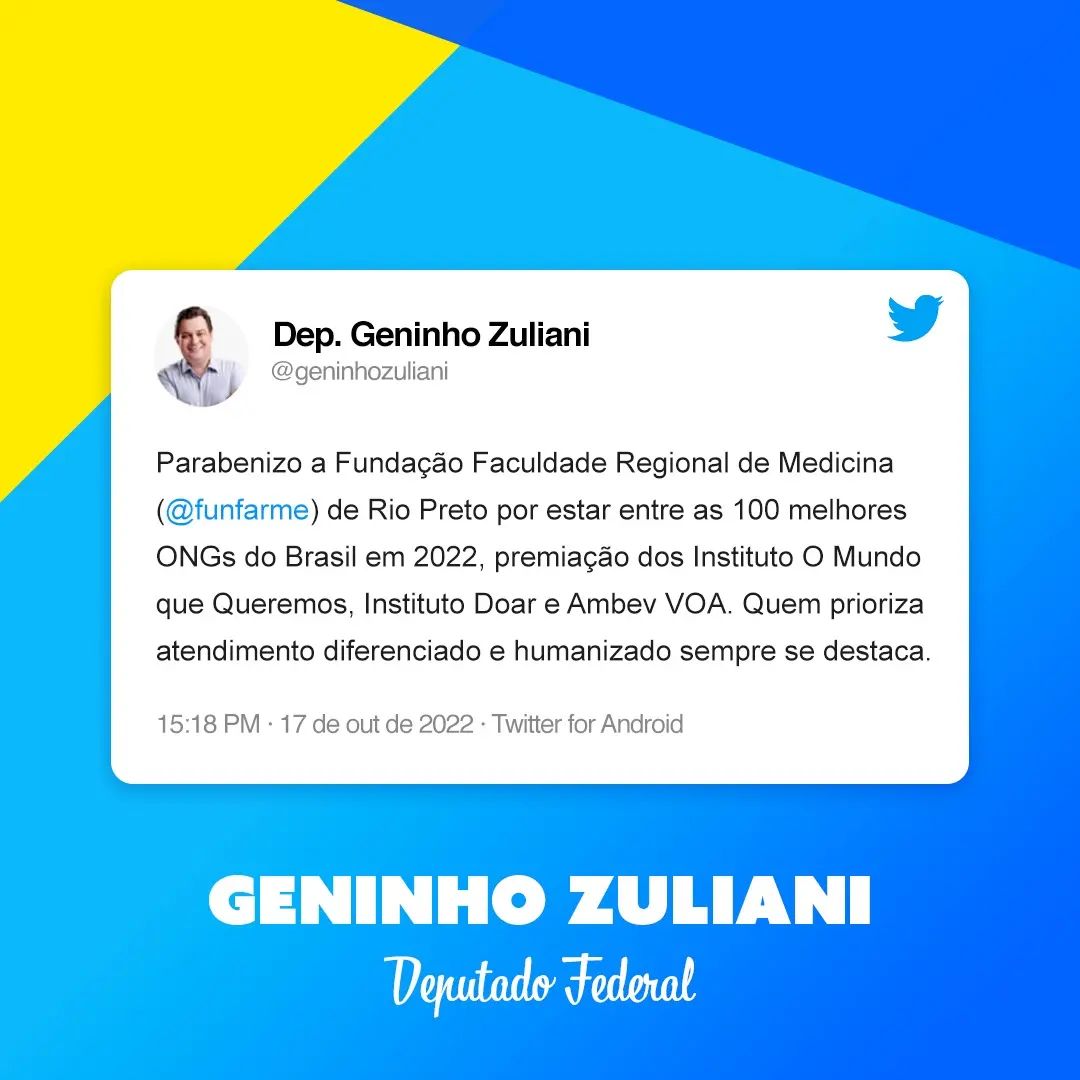 Dep. Geninho Zuliani
@geninhozuliani
Parabenizo a Fundação Faculdade Regional de Medicina
(@funfarme) de Rio Preto por estar entre as 100 melhores
ONGs do Brasil em 2022, premiação dos Instituto O Mundo
que Queremos, Instituto Doar e Ambev VOA. Quem prioriza
atendimento diferenciado e humanizado sempre se destaca.
15:18 PM · 17 de out de 2022 · Twitter for Android
GENINHO ZULIANI
Deputado Federal